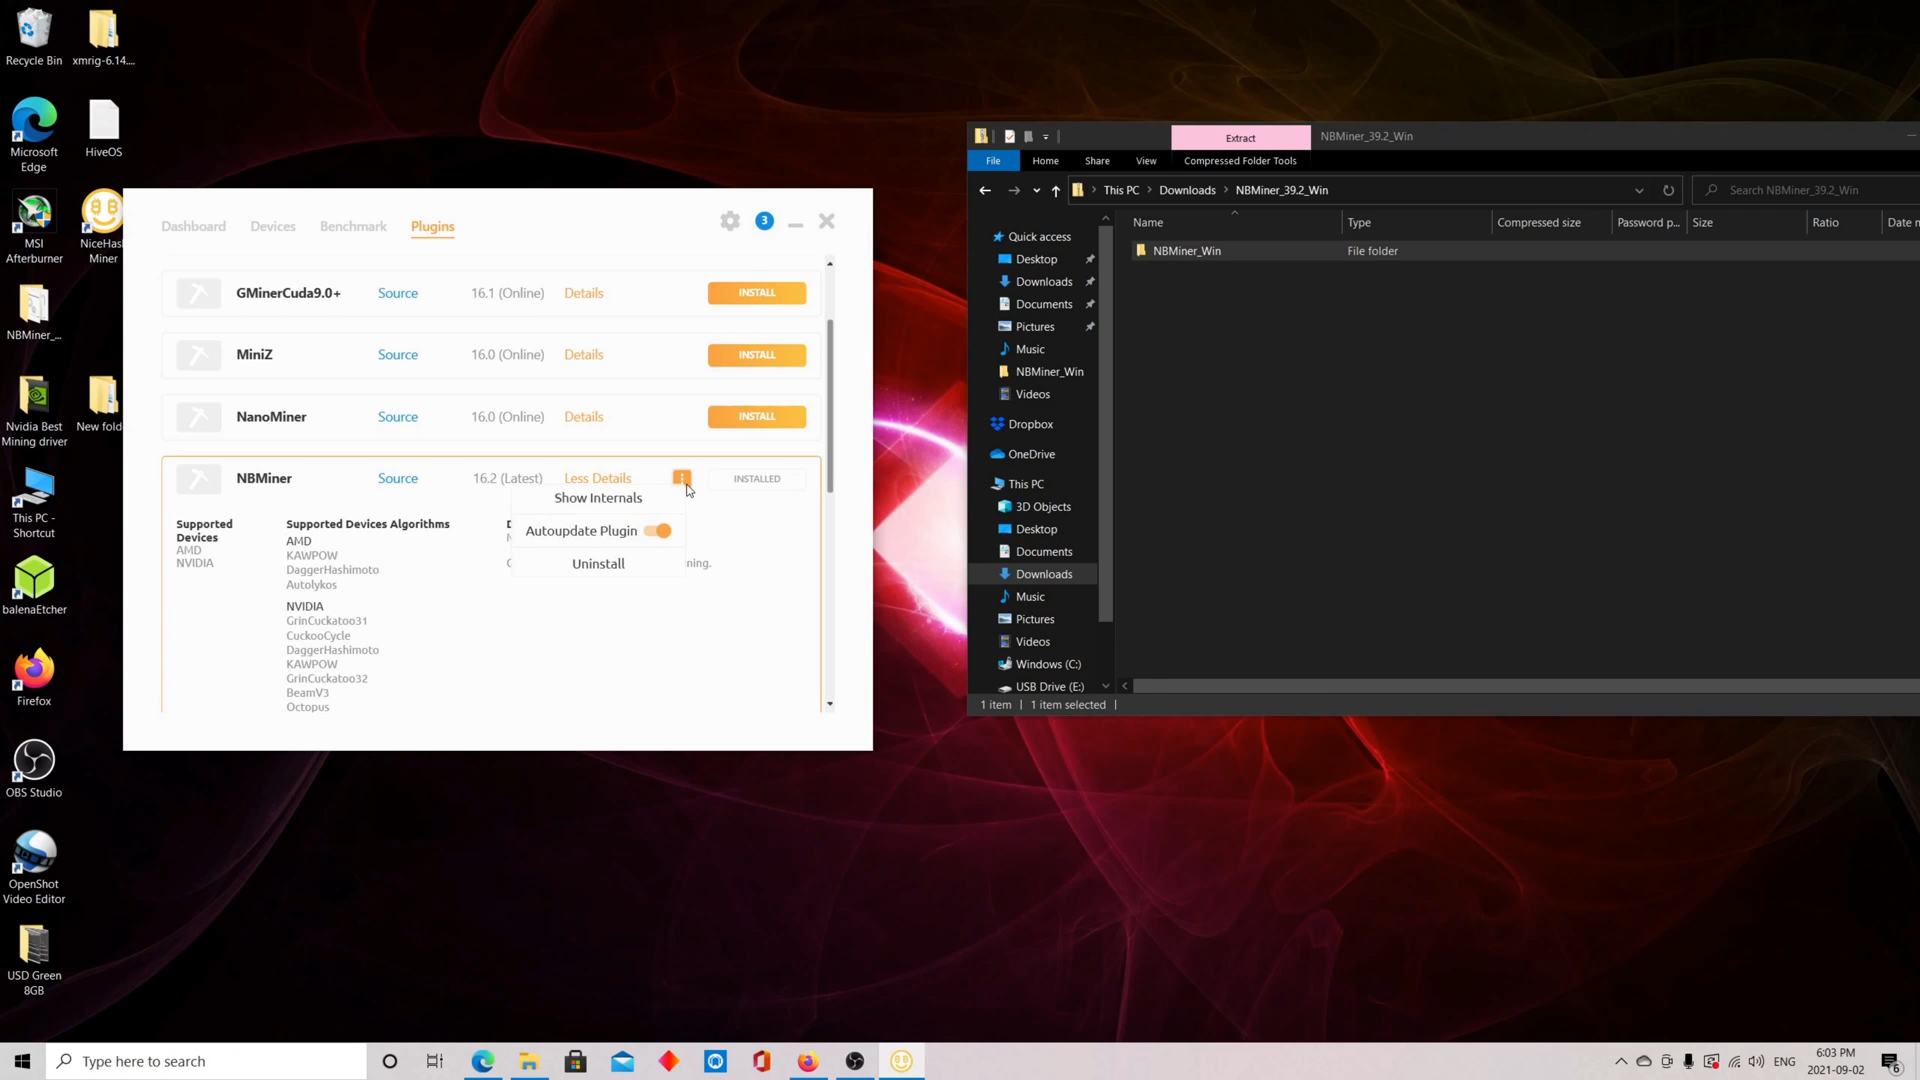 Recycle Bin
xmrig-6.14....
Microsoft Edge
HiveOS
MSI Afterburner
NiceHas Miner
NBMiner_...
Nvidia Best Mining driver
New fold
This PC - Shortcut
balenaEtcher
Firefox
OBS Studio
OpenShot Video Editor
USD Green 8GB
Dashboard
Devices
Benchmark
Plugins
3
GMinerCuda9.0+ Source 16.1 (Online) Details INSTALL
MiniZ Source 16.0 (Online) Details INSTALL
NanoMiner Source 16.0 (Online) Details INSTALL
NBMiner Source 16.2 (Latest) Less Details INSTALLED
Show Internals
Autoupdate Plugin
Uninstall
ning.
Supported Devices
AMD
NVIDIA
Supported Devices Algorithms
AMD
KAWPOW
DaggerHashimoto
Autolykos
NVIDIA
GrinCuckatoo31
CuckooCycle
DaggerHashimoto
KAWPOW
GrinCuckatoo32
BeamV3
Octopus
Extract
NBMiner_39.2_Win
File
Home
Share
View
Compressed Folder Tools
This PC
Downloads
NBMiner_39.2_Win
Search NBMiner_39.2_Win
Name
Type
Compressed size
Password p...
Size
Ratio
Date n
NBMiner_Win File folder
Quick access
Desktop
Downloads
Documents
Pictures
Music
NBMiner_Win
Videos
Dropbox
OneDrive
This PC
3D Objects
Desktop
Documents
Downloads
Music
Pictures
Videos
Windows (C:)
USB Drive (E:)
1 item
1 item selected
Type here to search
ENG
6:03 PM
2021-09-02
6